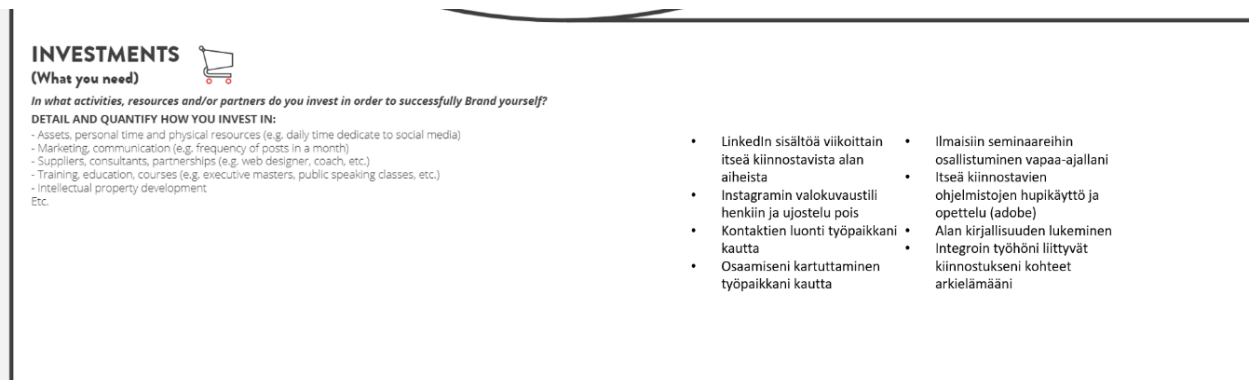 INVESTMENTS
(What you need)
In what activities, resources and/or partners do you invest in order to successfully Brand yourself?
DETAIL AND QUANTIFY HOW YOU INVEST IN:
- Assets, personal time and physical resources (e.g. daily time dedicate to social media)
- Marketing, communication (e.g. frequency of posts in a month)
- Suppliers, consultants, partnerships (e.g. web designer, coach, etc.)
- Training, education, courses (e.g. executive masters, public speaking classes, etc.)
- Intellectual property development
Etc.
• LinkedIn sisältöä viikoittain
itseä kiinnostavista alan
aiheista
• Instagramin valokuvaustili
henkiin ja ujostelu pois
• Kontaktien luonti työpaikkani
kautta
• Osaamiseni kartuttaminen
työpaikkani kautta
• Ilmaisiin seminaareihin
osallistuminen vapaa-ajallani
• Itseä kiinnostavien
ohjelmistojen hupikäyttö ja
opettelu (adobe)
• Alan kirjallisuuden lukeminen
• Integroin työhöni liittyvät
kiinnostukseni kohteet
arkielämääni